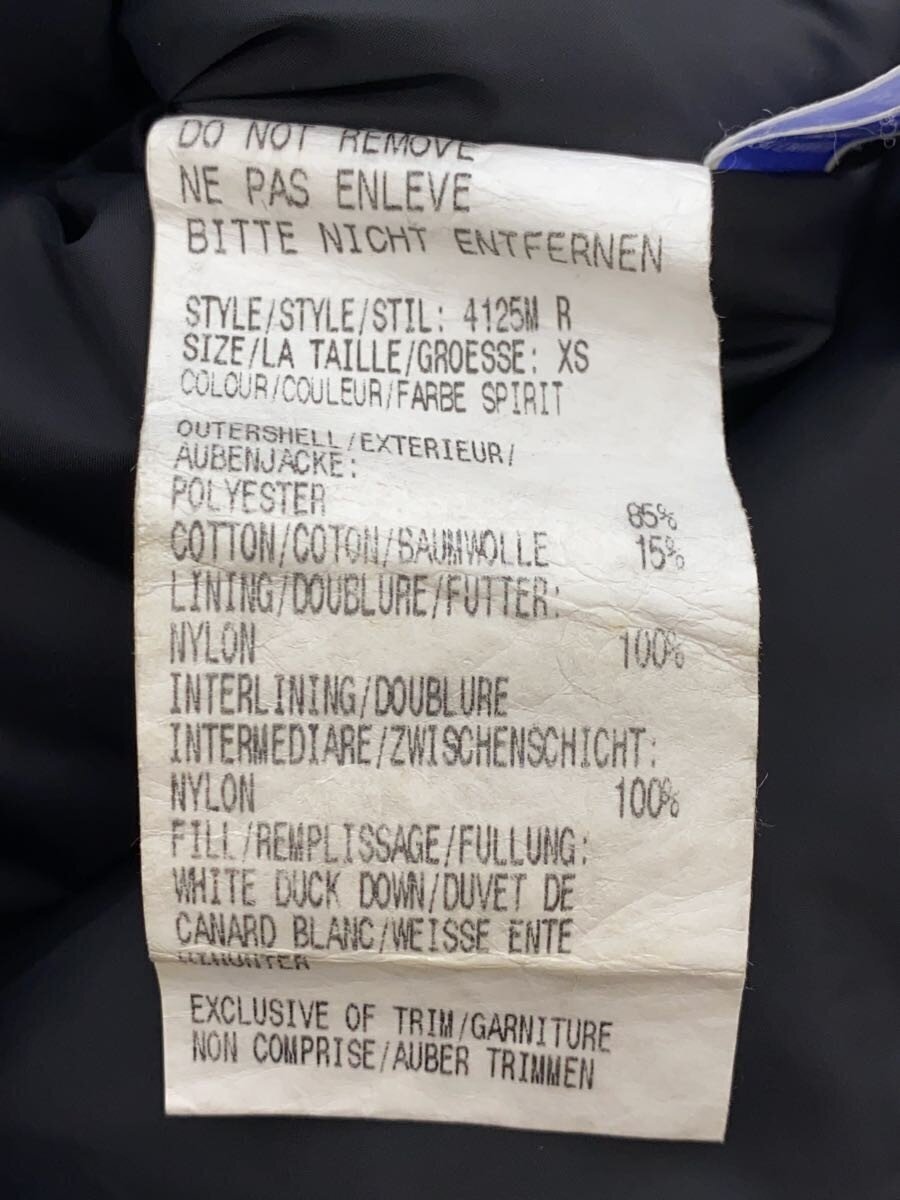 DO NOT REMOVE
NE PAS ENLEVE
BITTE NICHT ENTFERNEN
STYLE/STYLE/STIL: 4125M R
SIZE/LA TAILLE/GROESSE: XS
COLOUR/COULEUR/FARBE SPIRIT
OUTERSHELL/EXTERIEUR/
AUBENJACKE:
POLYESTER 85%
COTTON/COTON/BAUMWOLLE 15%
LINING/DOUBLURE/FUTTER:
NYLON 100%
INTERLINING/DOUBLURE
INTERMEDIARE/ZWISCHENSCHICHT:
NYLON 100%
FILL/REMPLISSAGE/FULLUNG:
WHITE DUCK DOWN/DUVET DE
CANARD BLANC/WEISSE ENTE
EXCLUSIVE OF TRIM/GARNITURE
NON COMPRISE/AUBER TRIMMEN